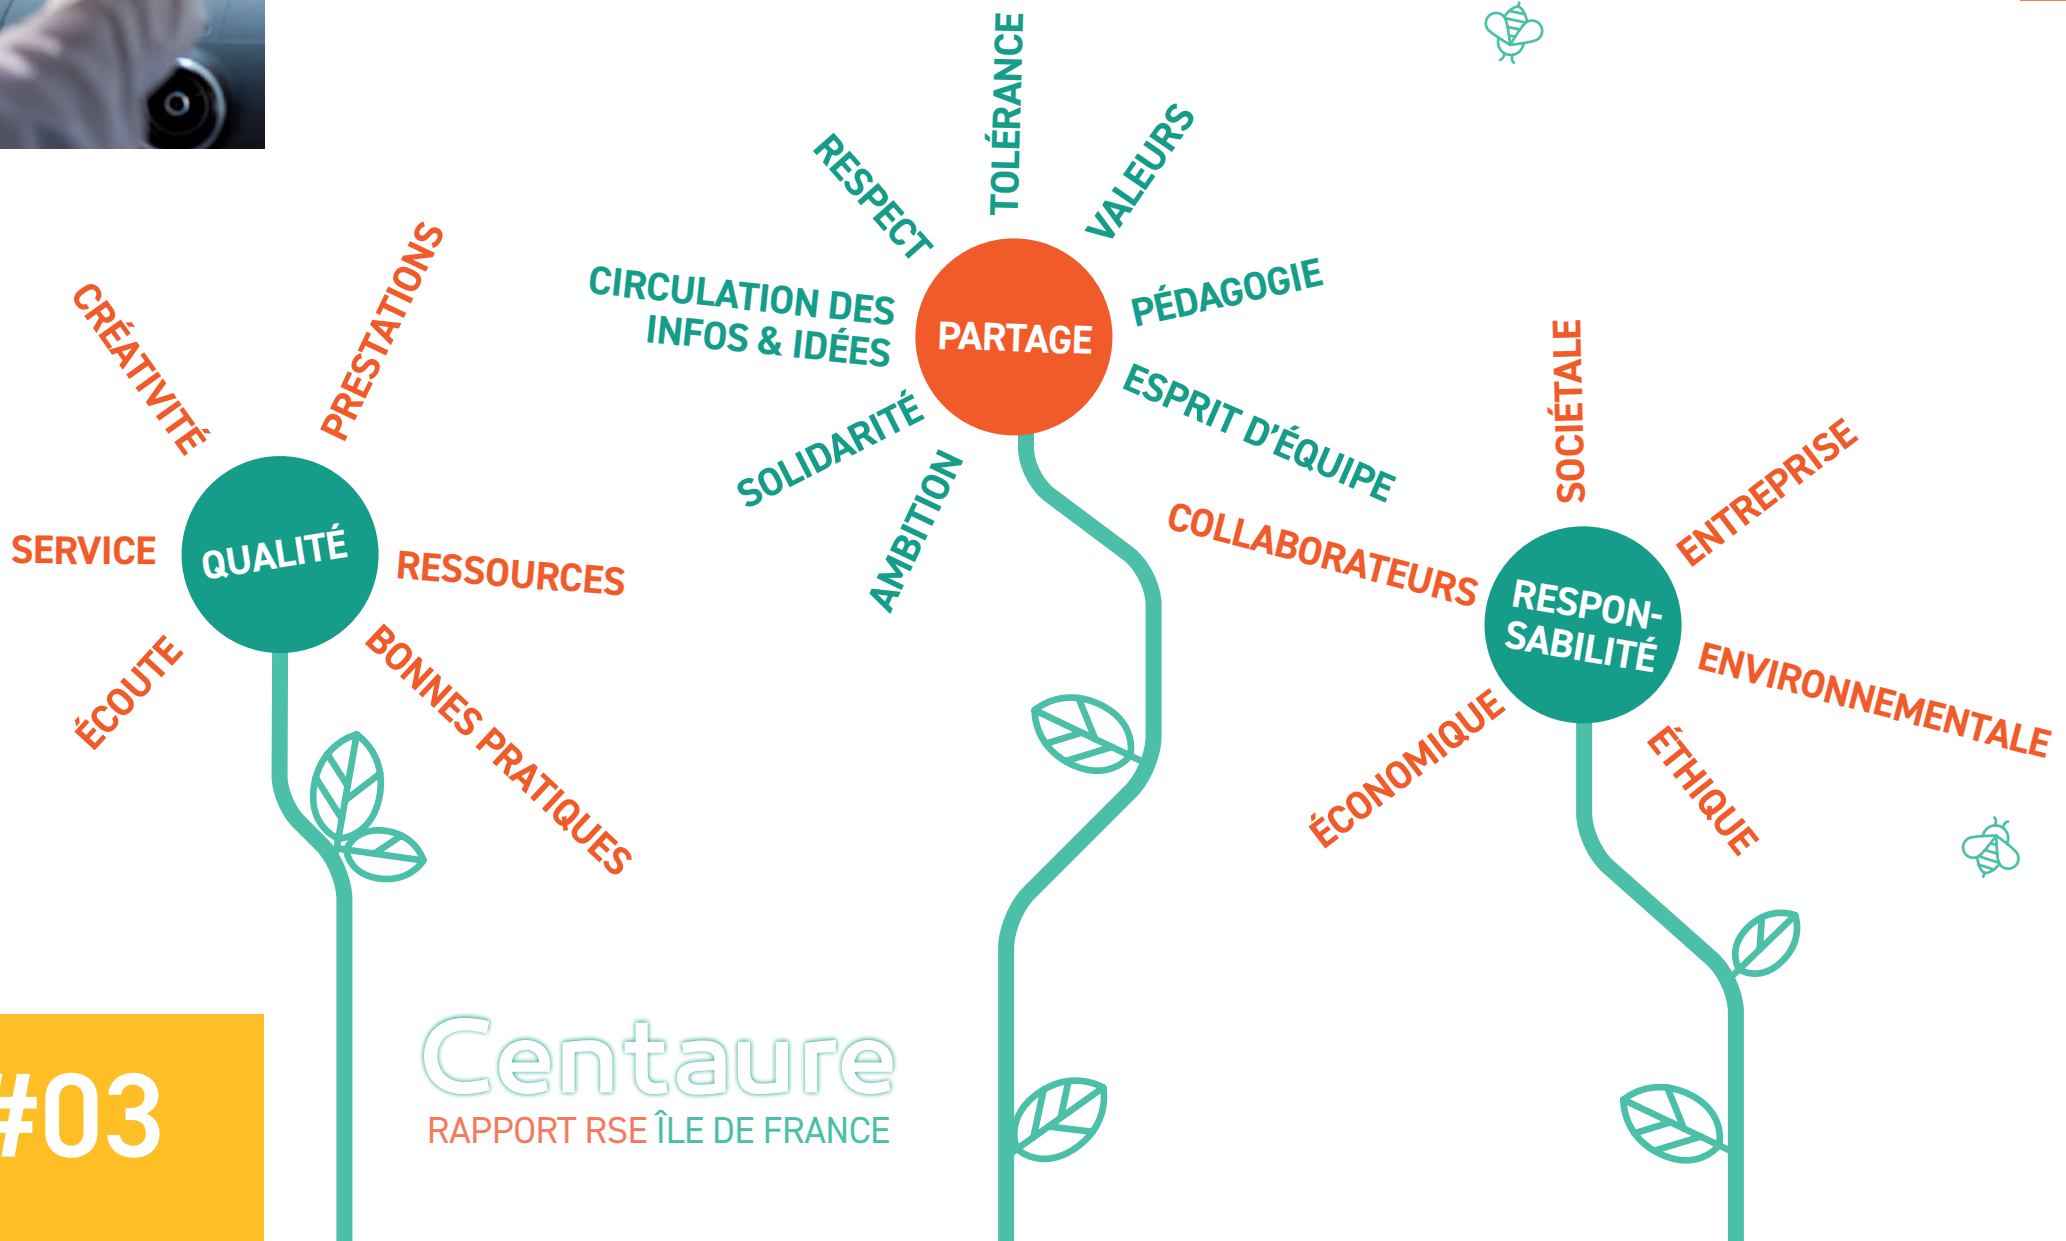 TOLÉRANCE
RESPECT
VALEURS
CIRCULATION DES
INFOS & IDÉES
PÉDAGOGIE
PARTAGE
SOLIDARITÉ
ESPRIT D'ÉQUIPE
AMBITION
CRÉATIVITÉ
PRESTATIONS
SERVICE
QUALITÉ
RESSOURCES
ÉCOUTE
BONNES PRATIQUES
SOCIÉTALE
ENTREPRISE
COLLABORATEURS
RESPON-
SABILITÉ
ENVIRONNEMENTALE
ÉCONOMIQUE
ÉTHIQUE
#03
Centaure
RAPPORT RSE ÎLE DE FRANCE